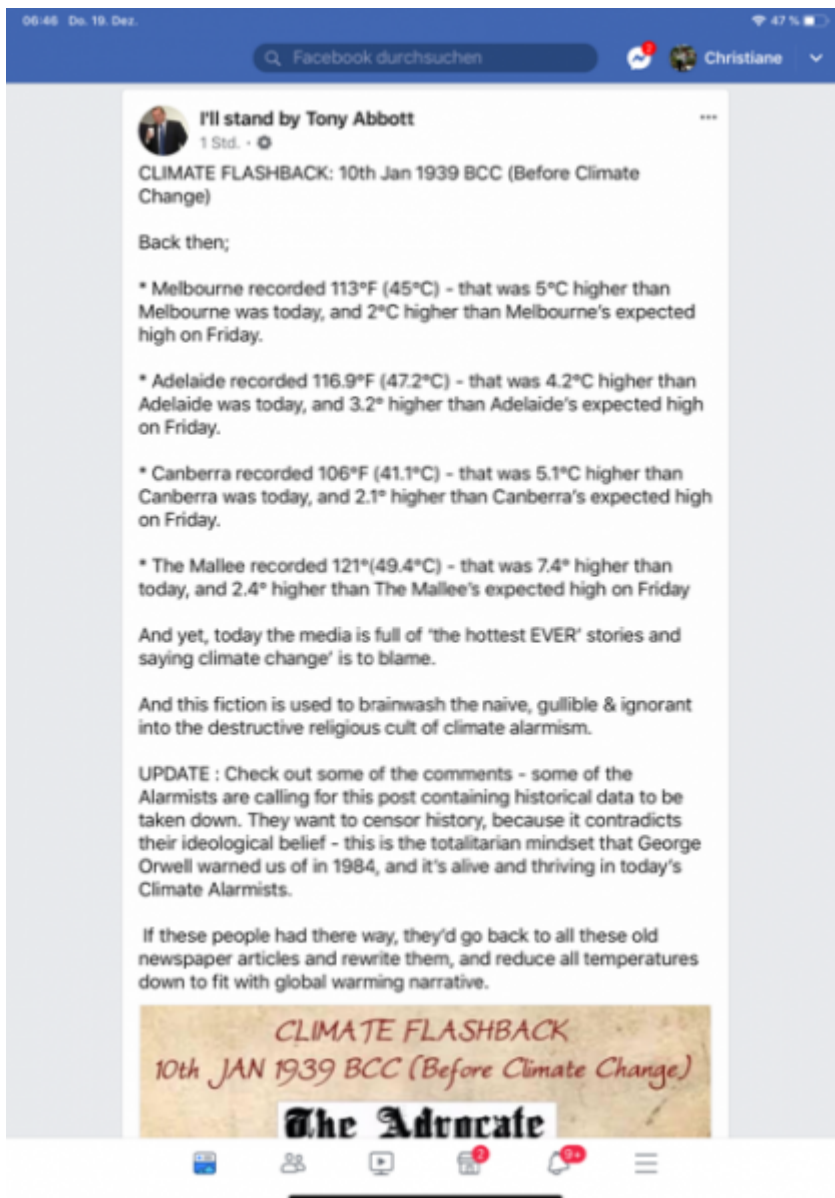 06:46 Do. 19. Dez.
47 %
Facebook durchsuchen
2
Christiane
I'll stand by Tony Abbott
1 Std. ·
CLIMATE FLASHBACK: 10th Jan 1939 BCC (Before Climate
Change)
Back then;
* Melbourne recorded 113°F (45°C) - that was 5°C higher than
Melbourne was today, and 2°C higher than Melbourne's expected
high on Friday.
* Adelaide recorded 116.9°F (47.2°C) - that was 4.2°C higher than
Adelaide was today, and 3.2° higher than Adelaide's expected high
on Friday.
* Canberra recorded 106°F (41.1°C) - that was 5.1°C higher than
Canberra was today, and 2.1° higher than Canberra's expected high
on Friday.
* The Mallee recorded 121°(49.4°C) - that was 7.4° higher than
today, and 2.4° higher than The Mallee's expected high on Friday
And yet, today the media is full of 'the hottest EVER' stories and
saying climate change' is to blame.
And this fiction is used to brainwash the naive, gullible & ignorant
into the destructive religious cult of climate alarmism.
UPDATE : Check out some of the comments - some of the
Alarmists are calling for this post containing historical data to be
taken down. They want to censor history, because it contradicts
their ideological belief - this is the totalitarian mindset that George
Orwell warned us of in 1984, and it's alive and thriving in today's
Climate Alarmists.
If these people had there way, they'd go back to all these old
newspaper articles and rewrite them, and reduce all temperatures
down to fit with global warming narrative.
CLIMATE FLASHBACK
10th JAN 1939 BCC (Before Climate Change)
The Advocate
2
9+